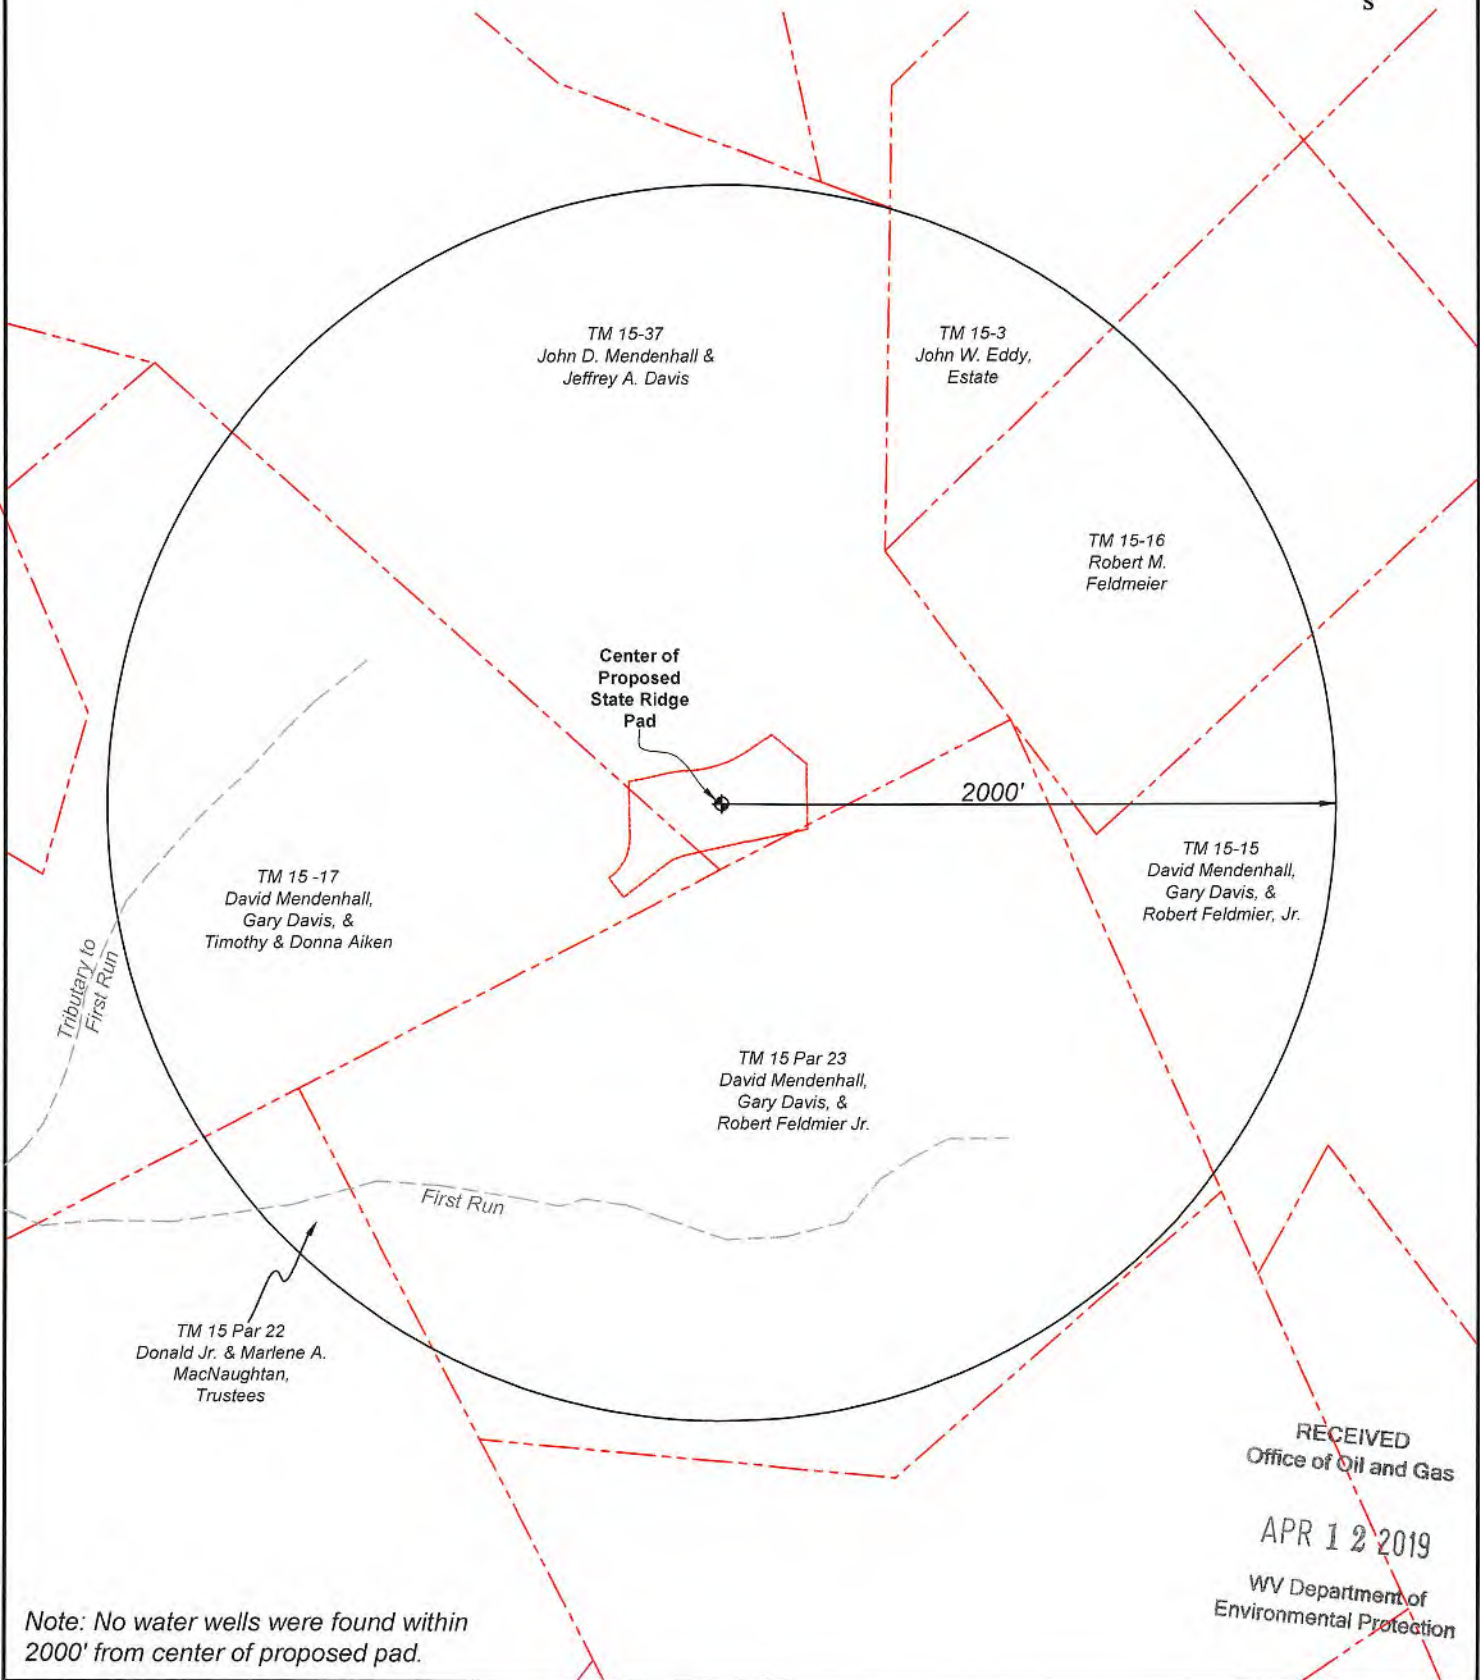 S
TM 15-37
John D. Mendenhall &
Jeffrey A. Davis
TM 15-3
John W. Eddy,
Estate
TM 15-16
Robert M.
Feldmeier
Center of
Proposed
State Ridge
Pad
2000'
TM 15-15
David Mendenhall,
Gary Davis, &
Robert Feldmier, Jr.
TM 15 -17
David Mendenhall,
Gary Davis, &
Timothy & Donna Aiken
Tributary to
First Run
TM 15 Par 23
David Mendenhall,
Gary Davis, &
Robert Feldmier Jr.
First Run
TM 15 Par 22
Donald Jr. & Marlene A.
MacNaughtan,
Trustees
RECEIVED
Office of Oil and Gas
APR 12 2019
WV Department of
Environmental Protection
Note: No water wells were found within
2000' from center of proposed pad.